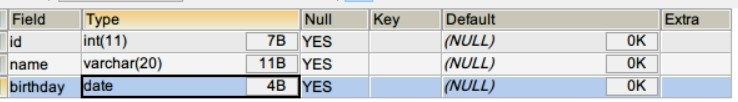 Field Type Null Key Default Extra
id int(11) 7B YES (NULL) 0K
name varchar(20) 11B YES (NULL) 0K
birthday date 4B YES (NULL) 0K